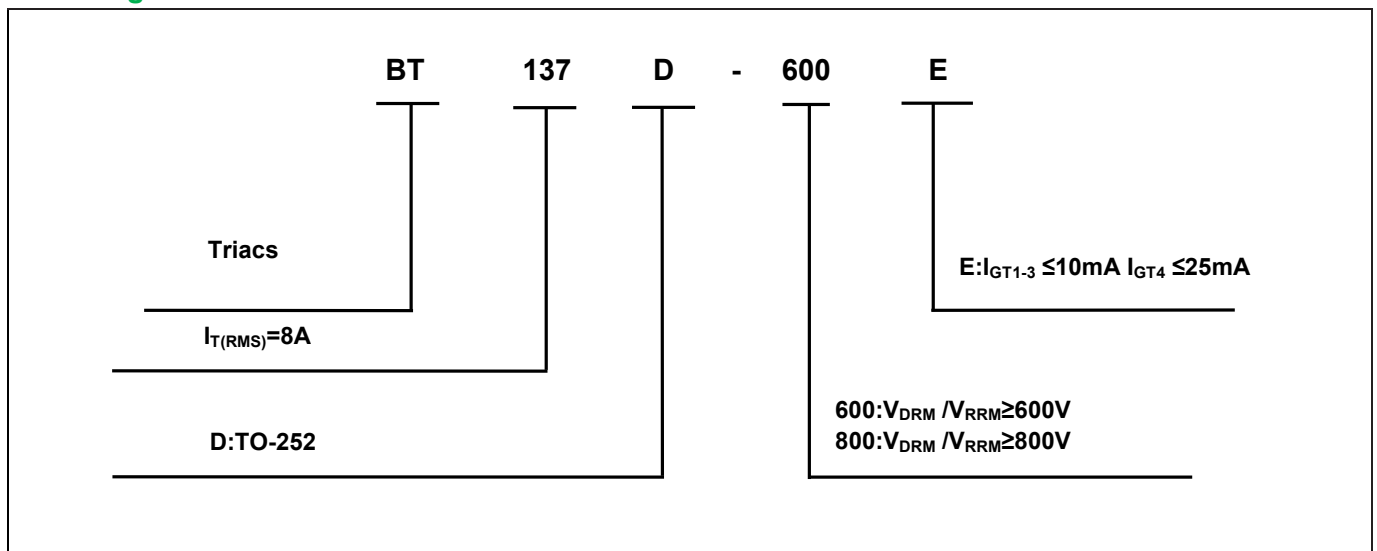 BT 137 D - 600 E
Triacs
E:IGT1-3 ≤10mA IGT4 ≤25mA
IT(RMS)=8A
600:VDRM /VRRM≥600V
800:VDRM /VRRM≥800V
D:TO-252